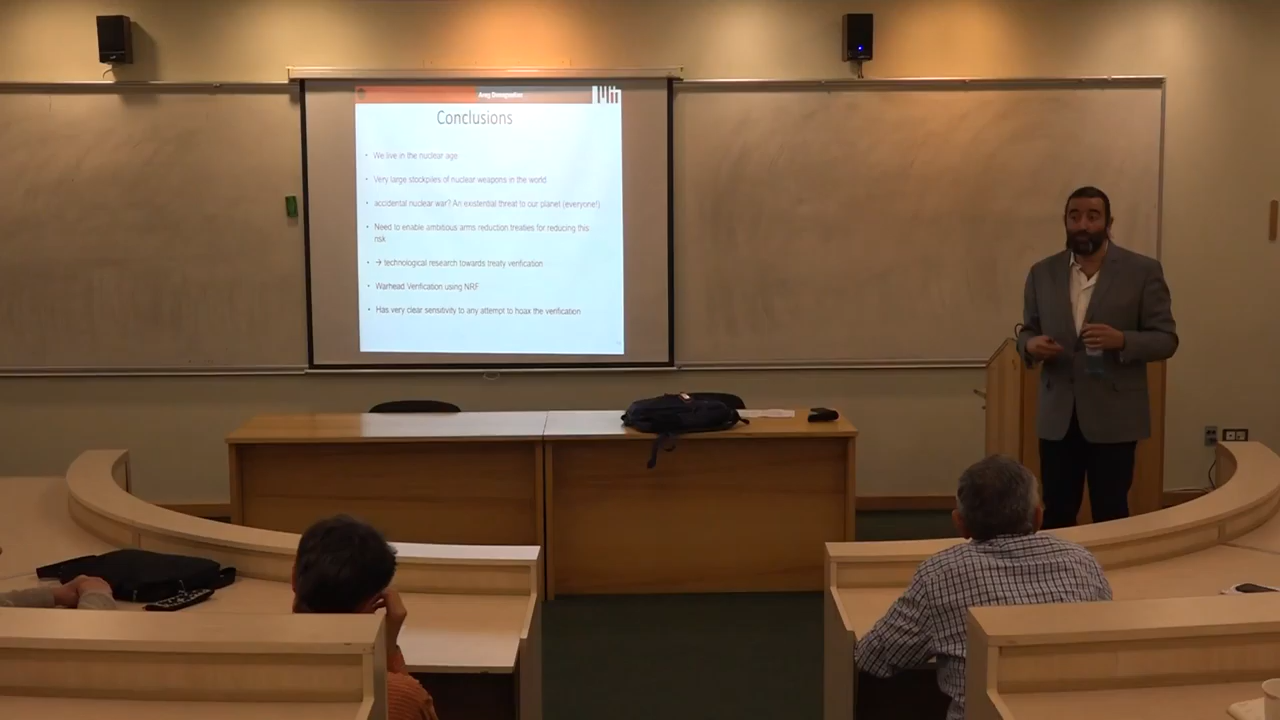 Areg Danagoulian
MIT
Conclusions
• We live in the nuclear age
• Very large stockpiles of nuclear weapons in the world
• accidental nuclear war? An existential threat to our planet (everyone!)
• Need to enable ambitious arms reduction treaties for reducing this
risk
• → technological research towards treaty verification
• Warhead Verification using NRF
• Has very clear sensitivity to any attempt to hoax the verification